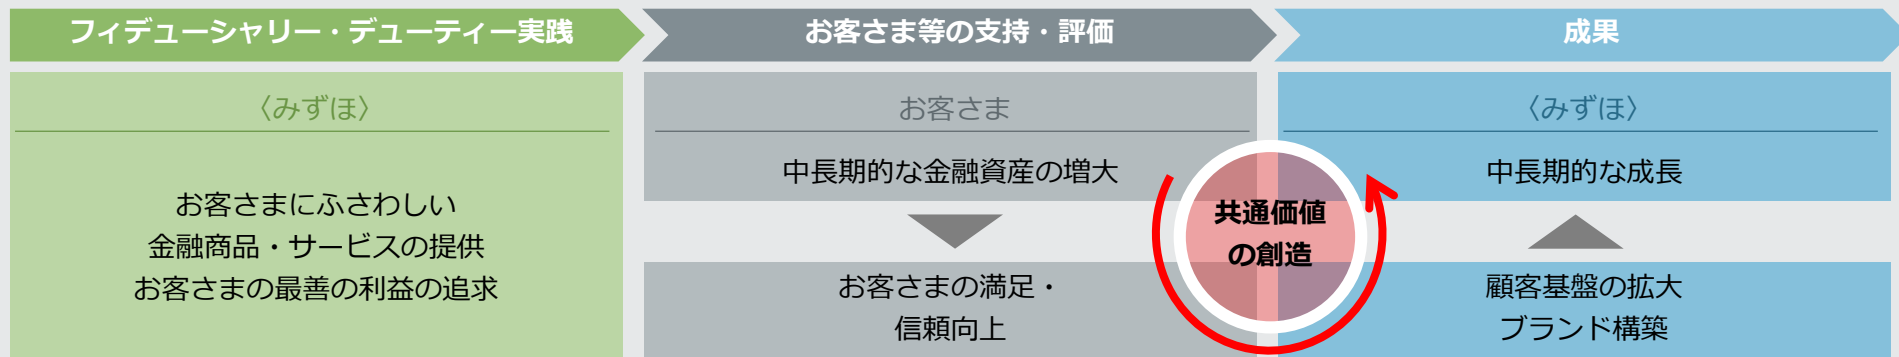 フィデューシャリー・デューティー実践
お客さま等の支持・評価
成果
〈みずほ〉
お客さまにふさわしい
金融商品・サービスの提供
お客さまの最善の利益の追求
お客さま
中長期的な金融資産の増大
お客さまの満足・
信頼向上
共通価値
の創造
〈みずほ〉
中長期的な成長
顧客基盤の拡大
ブランド構築